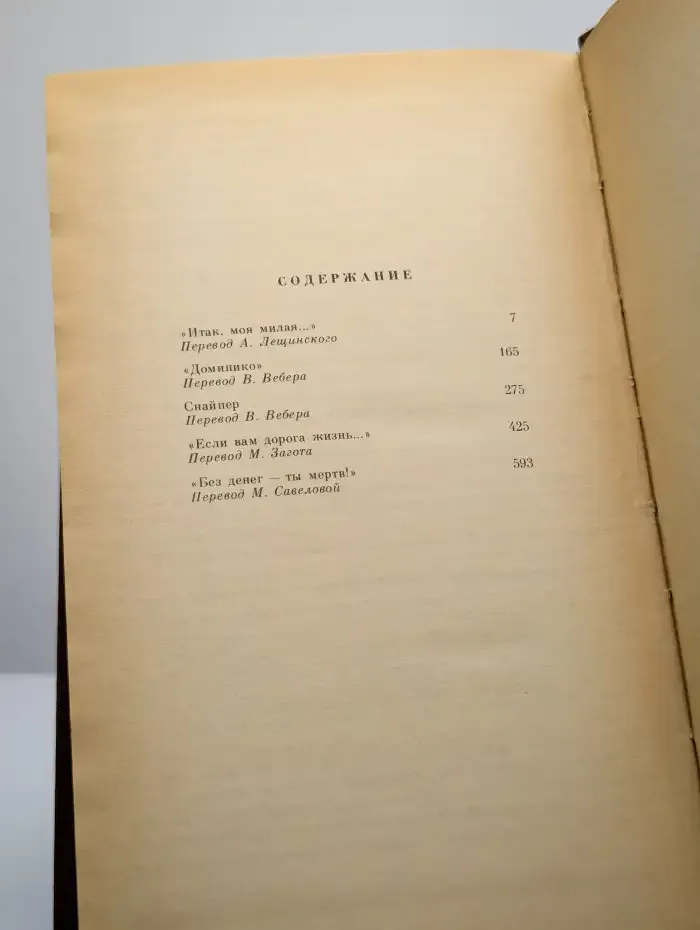 СОДЕРЖАНИЕ
«Итак, моя милая...» 7
Перевод А. Лещинского
«Доминико» 165
Перевод В. Вебера
Снайпер 275
Перевод В. Вебера
«Если вам дорога жизнь...» 425
Перевод М. Загота
«Без денег — ты мертв!» 593
Перевод М. Савеловой